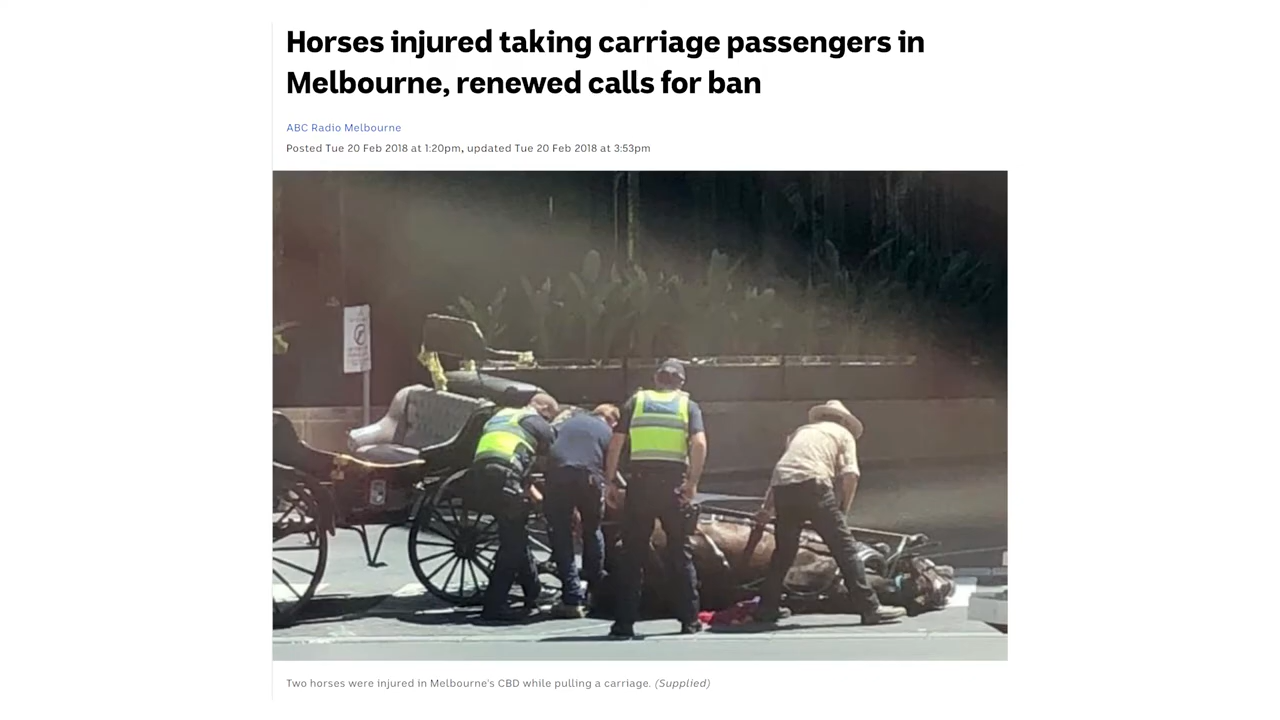 Horses injured taking carriage passengers in
Melbourne, renewed calls for ban
ABC Radio Melbourne
Posted Tue 20 Feb 2018 at 1:20pm, updated Tue 20 Feb 2018 at 3:53pm
Two horses were injured in Melbourne's CBD while pulling a carriage. (Supplied)